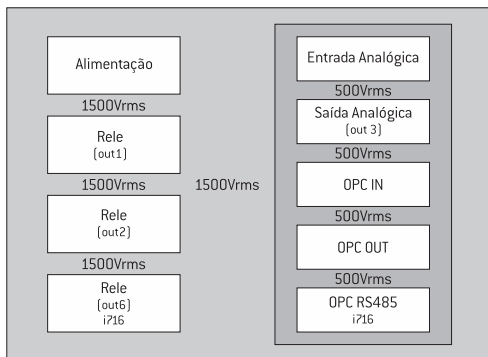 Alimentação
1500Vrms
Rele
(out1)
1500Vrms
Rele
(out2)
1500Vrms
Rele
(out6)
i716
1500Vrms
Entrada Analógica
500Vrms
Saída Analógica
(out 3)
500Vrms
OPC IN
500Vrms
OPC OUT
500Vrms
OPC RS485
i716